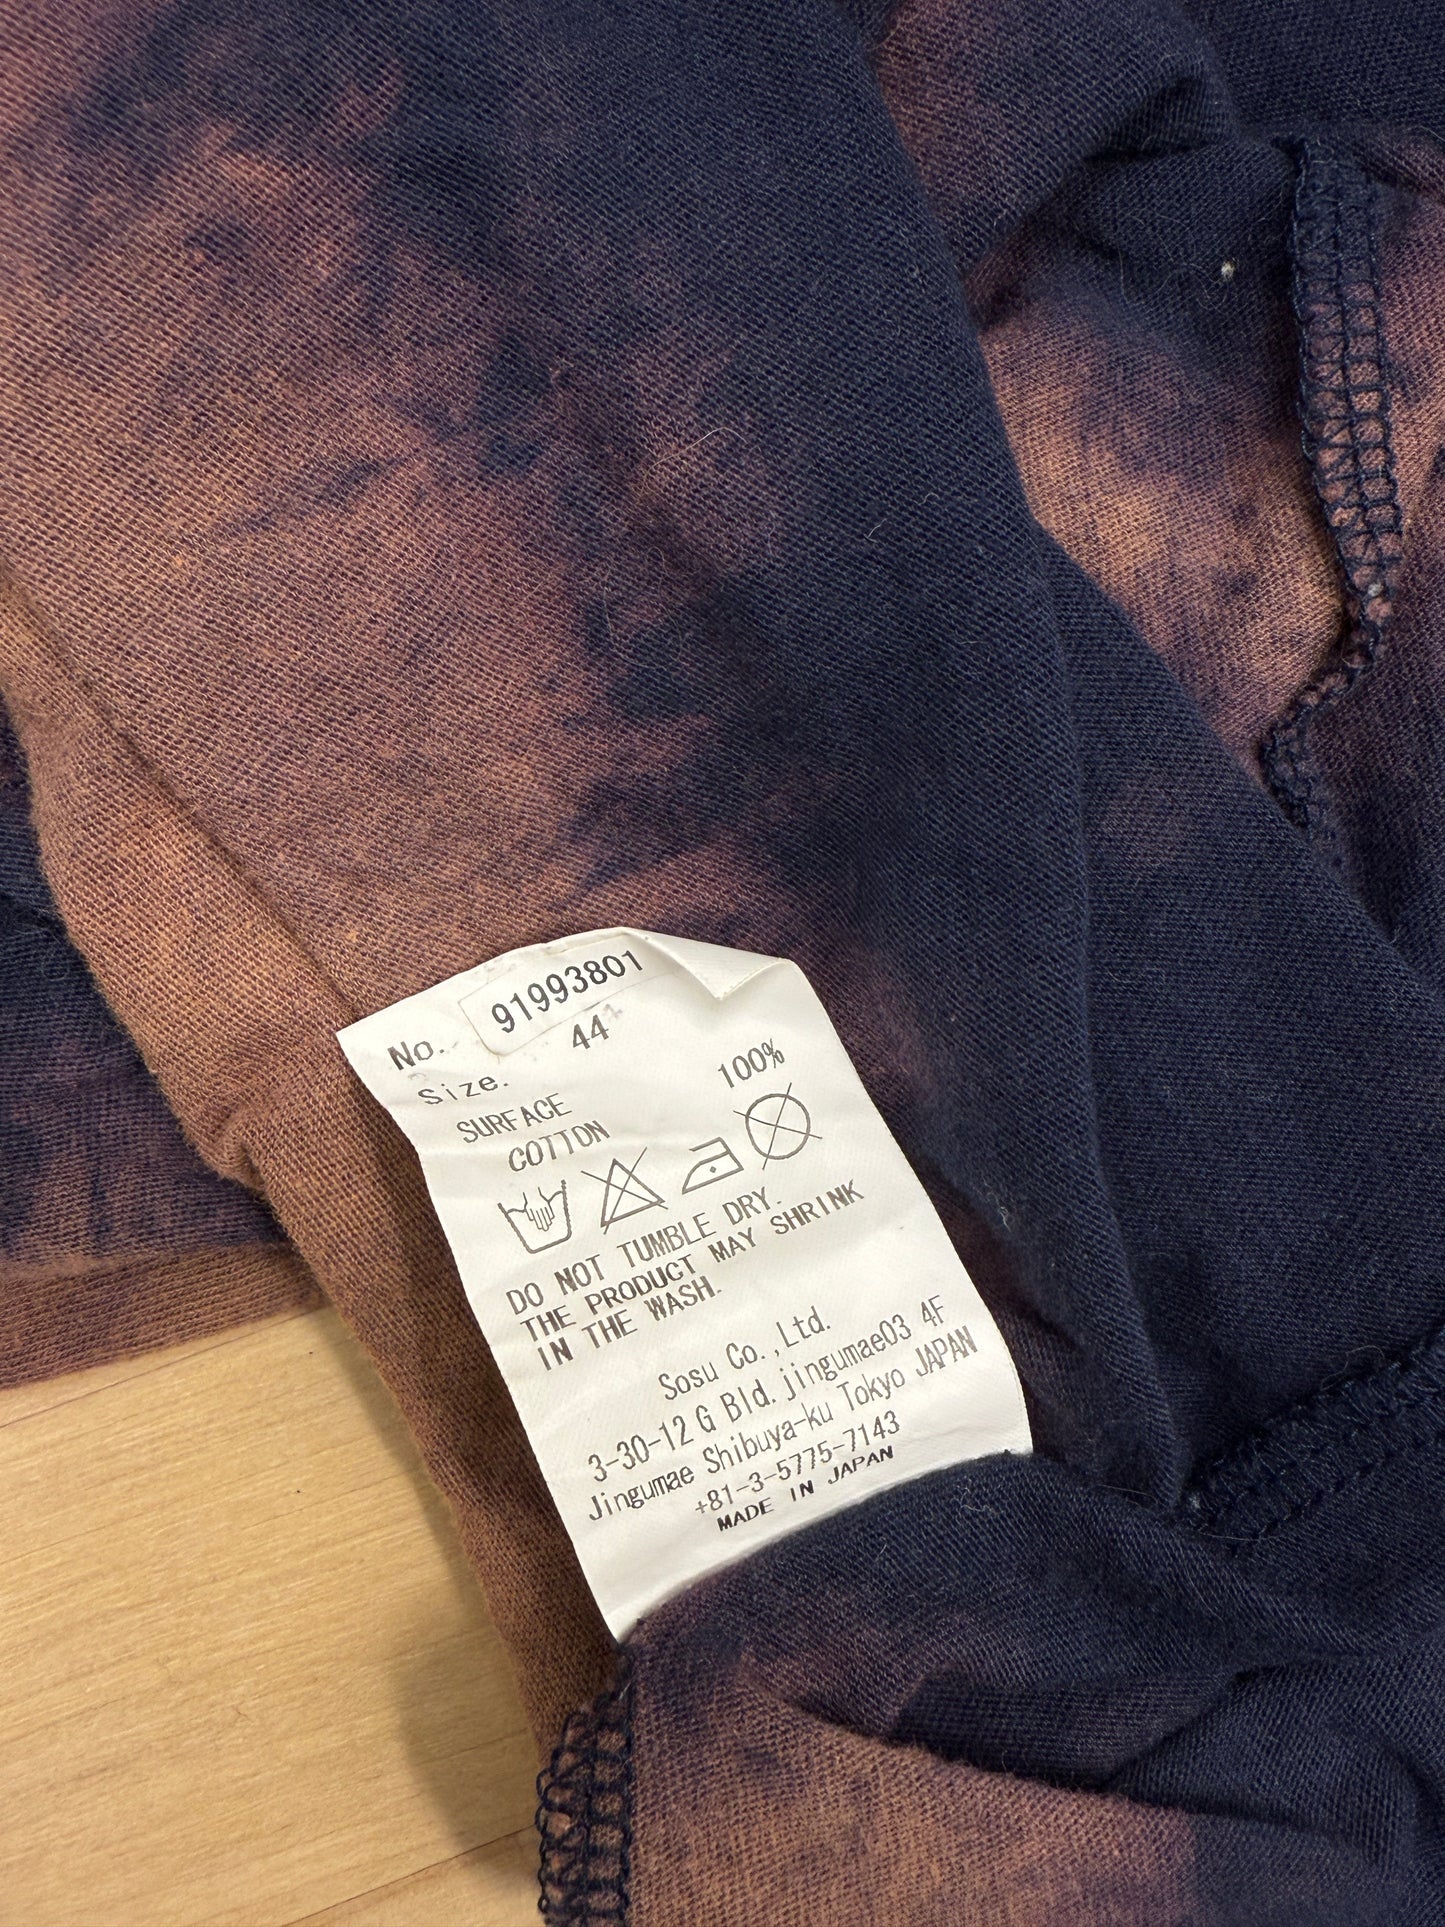 No. 91993801
Size. 44
SURFACE 100%
COTTON
DO NOT TUMBLE DRY.
THE PRODUCT MAY SHRINK
IN THE WASH.
Sosu Co.,Ltd.
3-30-12 G Bld.jingumae03 4F
Jingumae Shibuya-ku Tokyo JAPAN
+81-3-5775-7143
MADE IN JAPAN